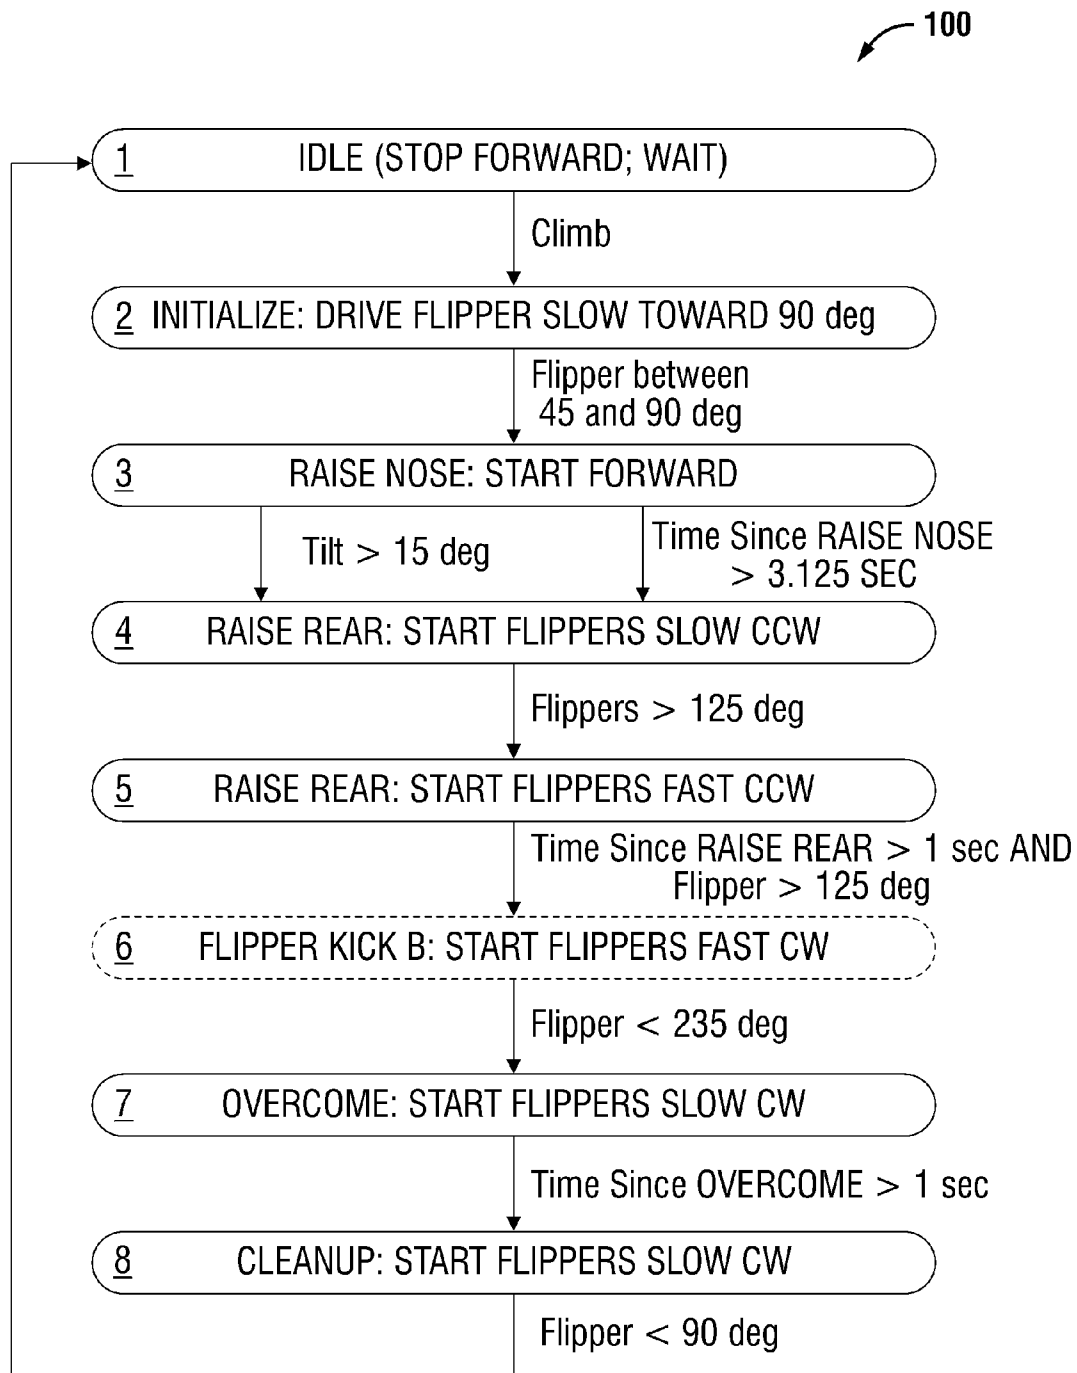 100
1 IDLE (STOP FORWARD; WAIT)
Climb
2 INITIALIZE: DRIVE FLIPPER SLOW TOWARD 90 deg
Flipper between
45 and 90 deg
3 RAISE NOSE: START FORWARD
Tilt > 15 deg
Time Since RAISE NOSE
> 3.125 SEC
4 RAISE REAR: START FLIPPERS SLOW CCW
Flippers > 125 deg
5 RAISE REAR: START FLIPPERS FAST CCW
Time Since RAISE REAR > 1 sec AND
Flipper > 125 deg
6 FLIPPER KICK B: START FLIPPERS FAST CW
Flipper < 235 deg
7 OVERCOME: START FLIPPERS SLOW CW
Time Since OVERCOME > 1 sec
8 CLEANUP: START FLIPPERS SLOW CW
Flipper < 90 deg